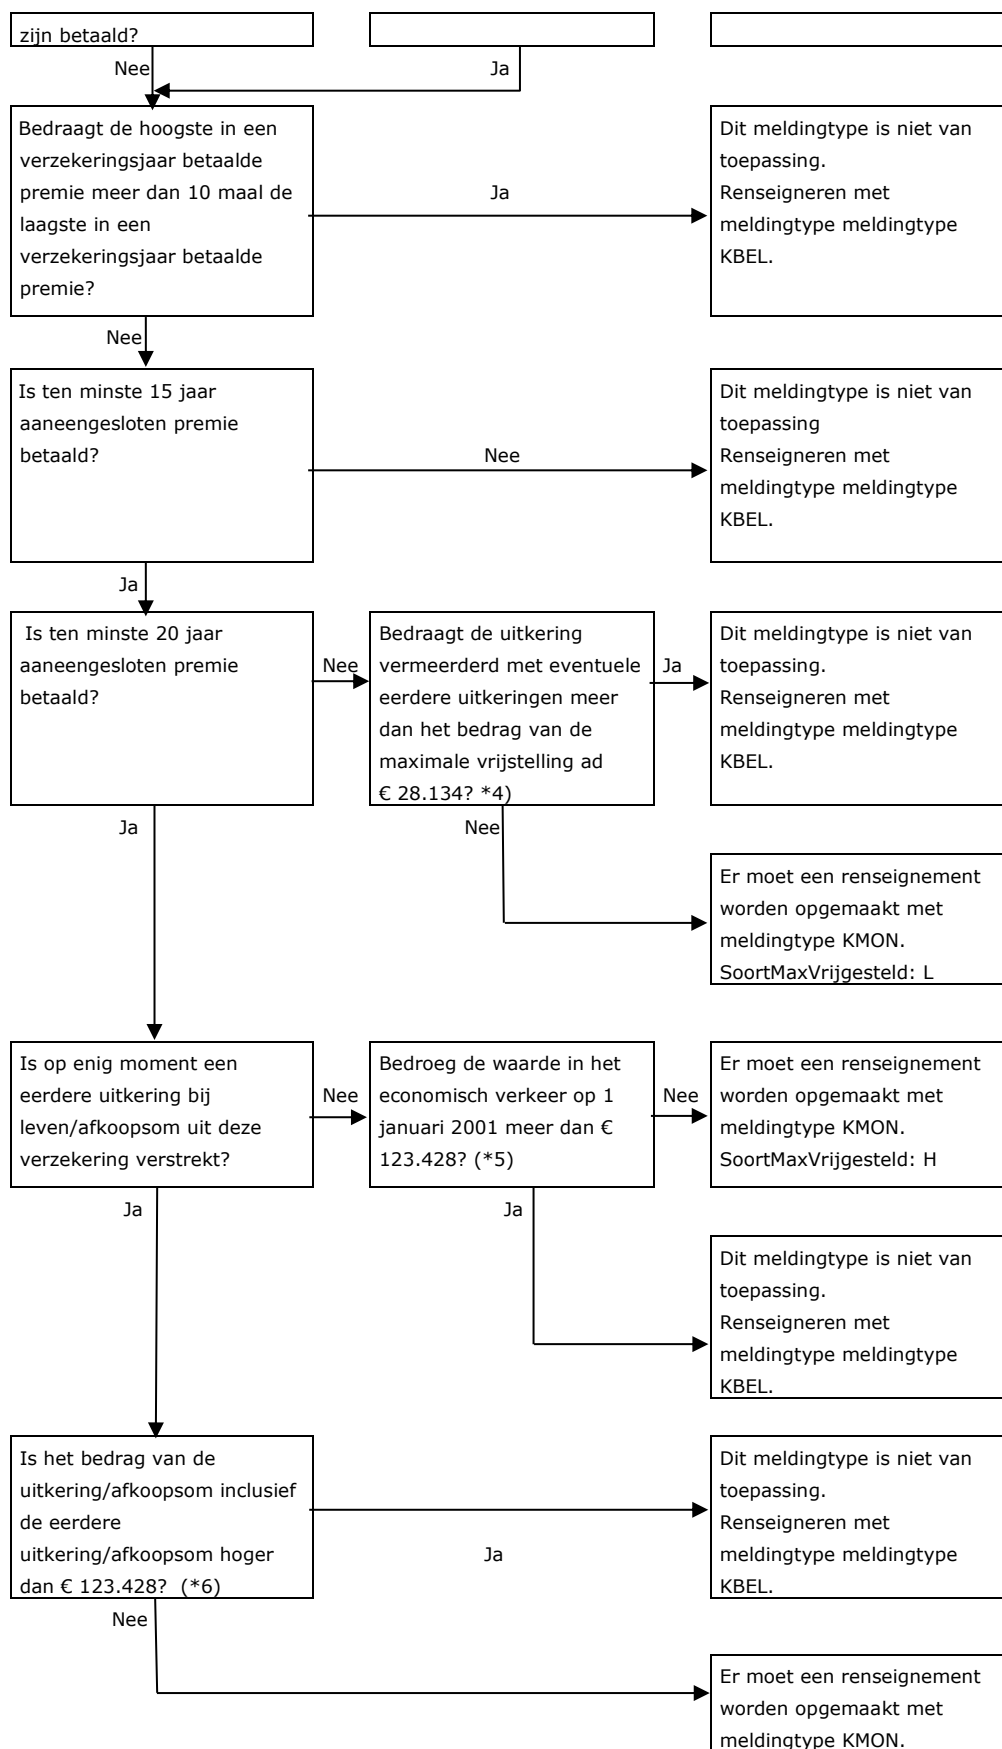 zijn betaald?
Nee
Ja
Bedraagt de hoogste in een
verzekeringsjaar betaalde
premie meer dan 10 maal de
laagste in een
verzekeringsjaar betaalde
premie?
Ja
Dit meldingtype is niet van
toepassing.
Renseigneren met
meldingtype meldingtype
KBEL.
Nee
Is ten minste 15 jaar
aaneengesloten premie
betaald?
Nee
Dit meldingtype is niet van
toepassing
Renseigneren met
meldingtype meldingtype
KBEL.
Ja
Is ten minste 20 jaar
aaneengesloten premie
betaald?
Nee
Bedraagt de uitkering
vermeerderd met eventuele
eerdere uitkeringen meer
dan het bedrag van de
maximale vrijstelling ad
€ 28.134? *4)
Ja
Dit meldingtype is niet van
toepassing.
Renseigneren met
meldingtype meldingtype
KBEL.
Ja
Nee
Er moet een renseignement
worden opgemaakt met
meldingtype KMON.
SoortMaxVrijgesteld: L
Is op enig moment een
eerdere uitkering bij
leven/afkoopsom uit deze
verzekering verstrekt?
Nee
Bedroeg de waarde in het
economisch verkeer op 1
januari 2001 meer dan €
123.428? (*5)
Nee
Er moet een renseignement
worden opgemaakt met
meldingtype KMON.
SoortMaxVrijgesteld: H
Ja
Ja
Dit meldingtype is niet van
toepassing.
Renseigneren met
meldingtype meldingtype
KBEL.
Is het bedrag van de
uitkering/afkoopsom inclusief
de eerdere
uitkering/afkoopsom hoger
dan € 123.428? (*6)
Ja
Dit meldingtype is niet van
toepassing.
Renseigneren met
meldingtype meldingtype
KBEL.
Nee
Er moet een renseignement
worden opgemaakt met
meldingtype KMON.